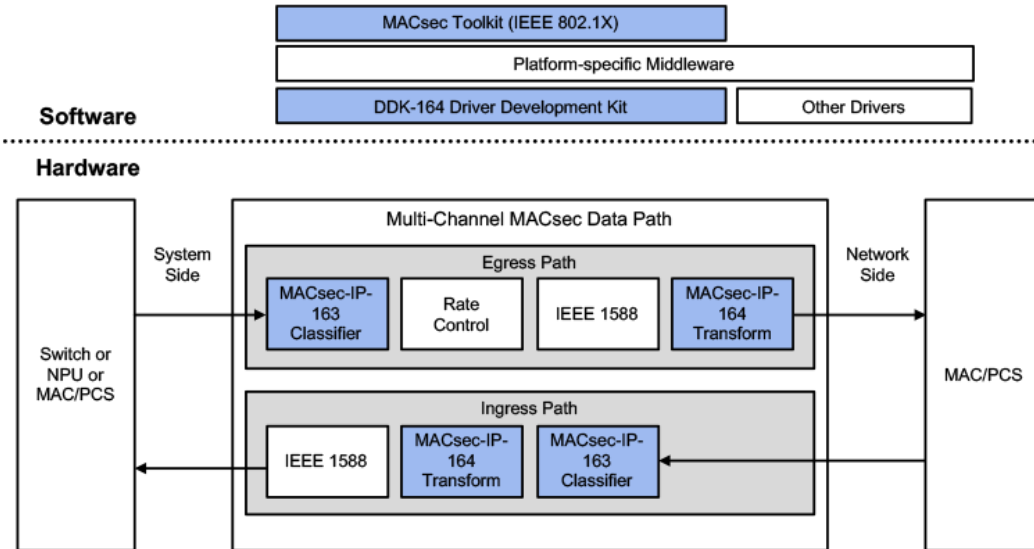 MACsec Toolkit (IEEE 802.1X)
Platform-specific Middleware
DDK-164 Driver Development Kit
Other Drivers
Software
Hardware
Multi-Channel MACsec Data Path
System
Side
Network
Side
Egress Path
MACsec-IP-
163
Classifier
Rate
Control
IEEE 1588
MACsec-IP-
164
Transform
Switch or
NPU or
MAC/PCS
MAC/PCS
Ingress Path
IEEE 1588
MACsec-IP-
164
Transform
MACsec-IP-
163
Classifier